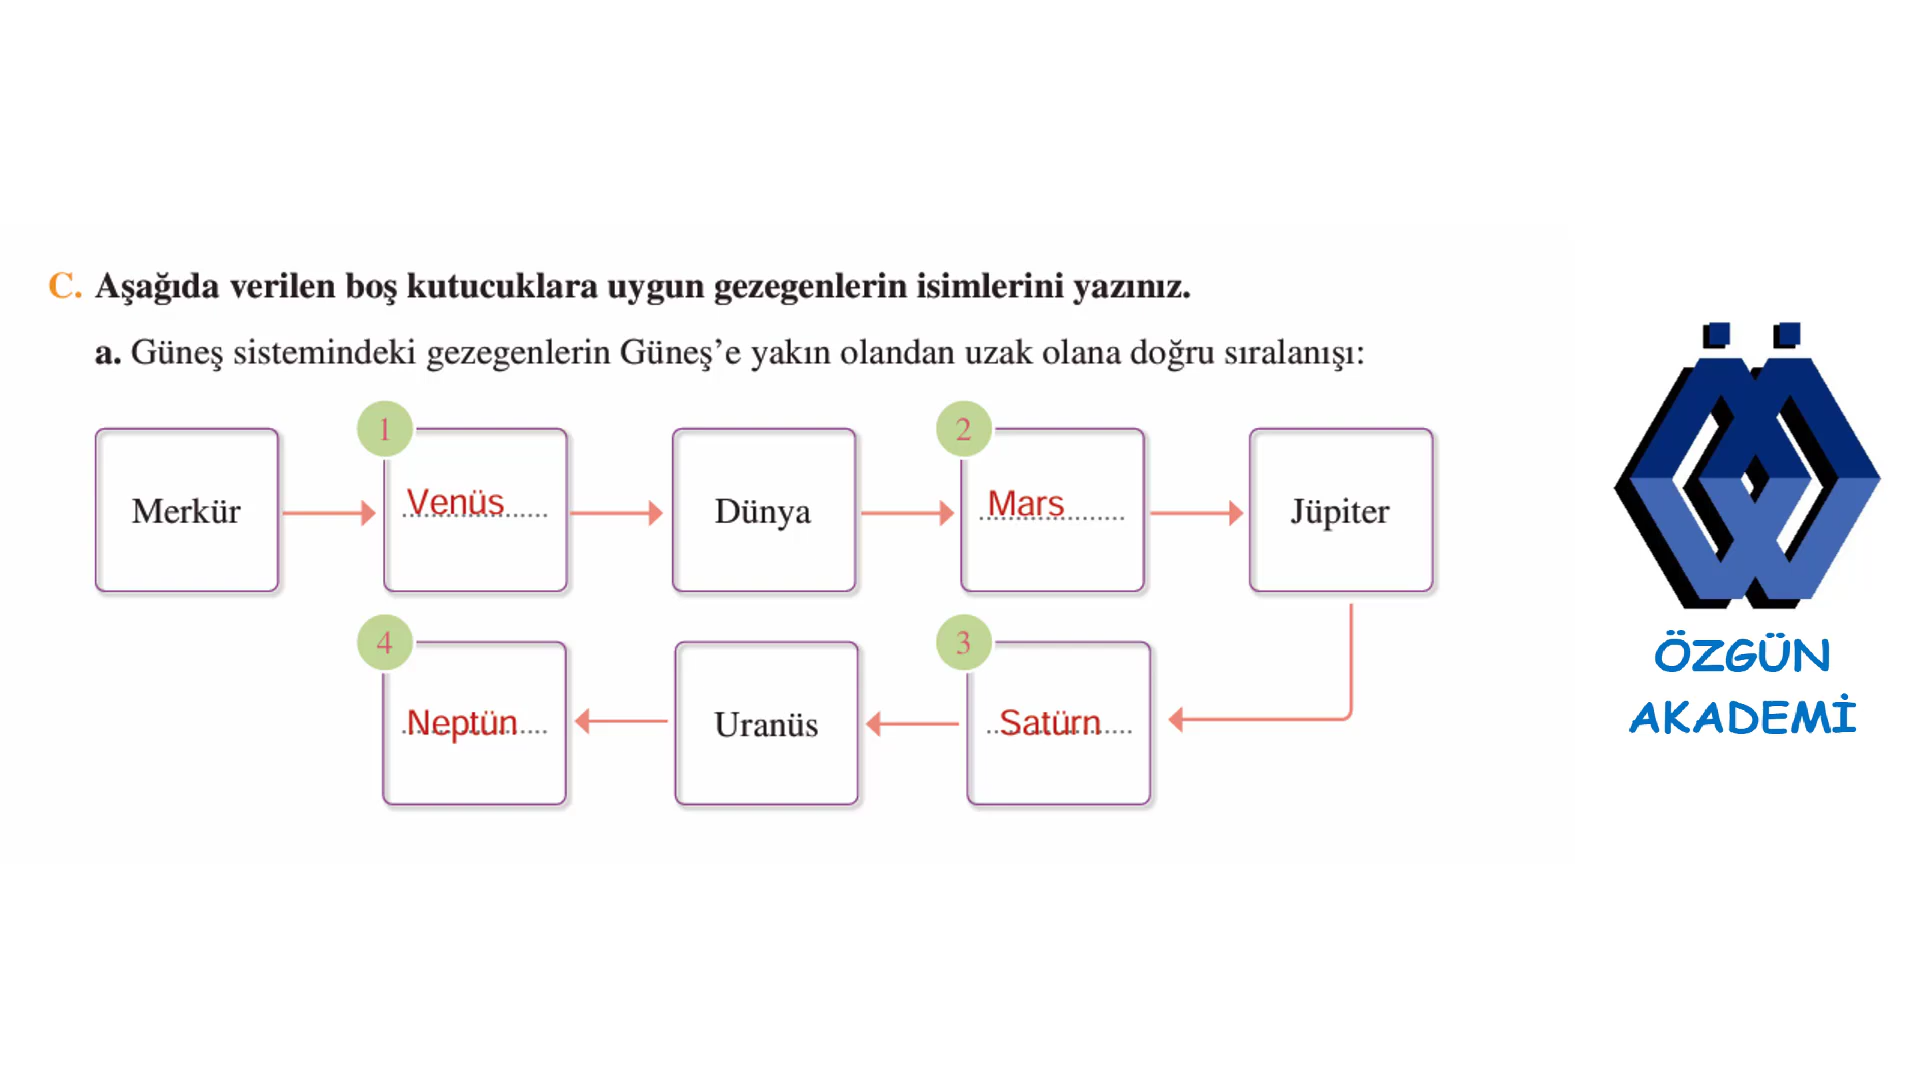 C. Aşağıda verilen boş kutucuklara uygun gezegenlerin isimlerini yazınız.
a. Güneş sistemindeki gezegenlerin Güneş’e yakın olandan uzak olana doğru sıralanışı:
1
2
Merkür
Venüs
Dünya
Mars
Jüpiter
4
3
Neptün
Uranüs
Satürn
ÖZGÜN
AKADEMİ